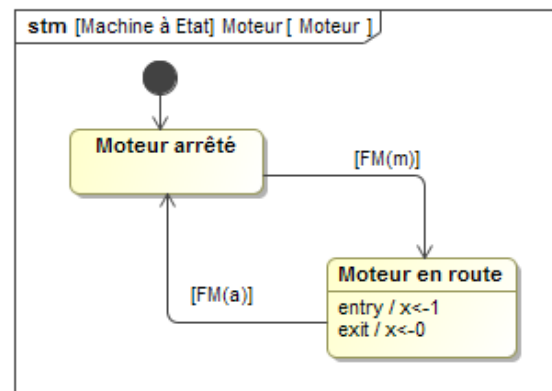 stm [Machine à Etat] Moteur [ Moteur ]
Moteur arrêté
[FM(m)]
[FM(a)]
Moteur en route
entry / x<-1
exit / x<-0